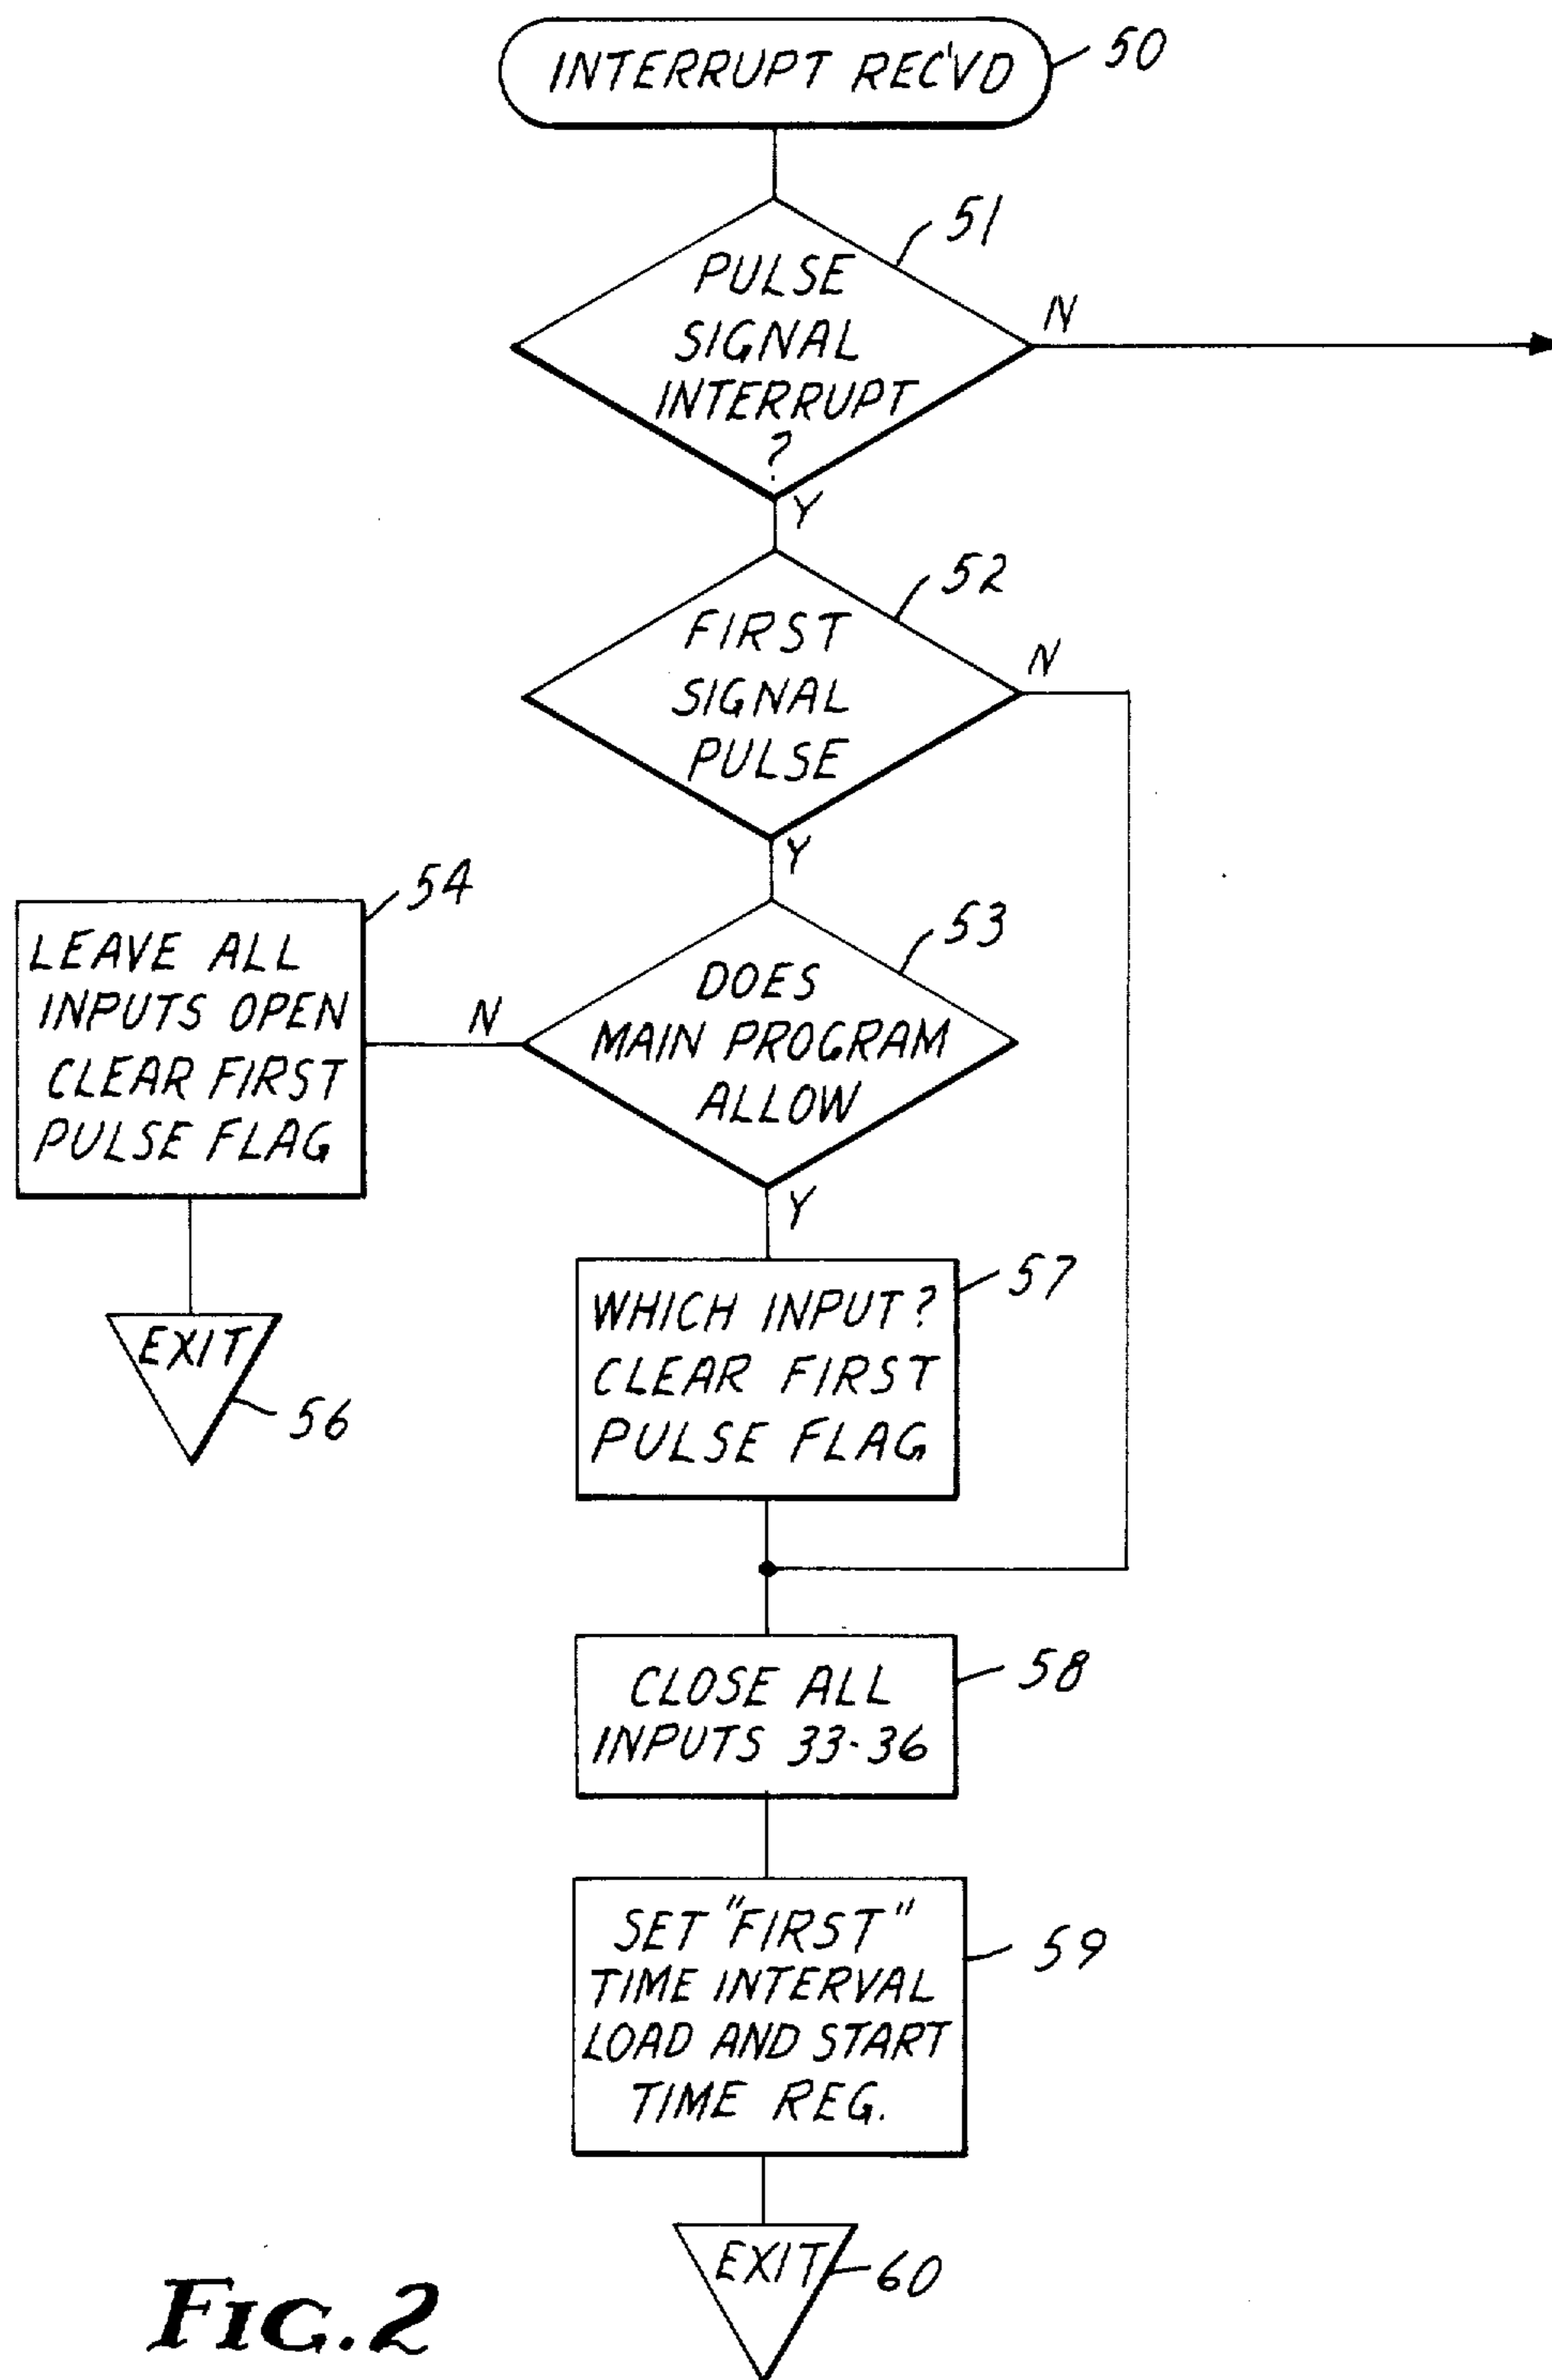 INTERRUPT REC'VD
50
51
PULSE
SIGNAL
INTERRUPT
?
N
Y
52
FIRST
SIGNAL
PULSE
N
Y
53
DOES
MAIN PROGRAM
ALLOW
N
Y
54
LEAVE ALL
INPUTS OPEN
CLEAR FIRST
PULSE FLAG
EXIT
56
57
WHICH INPUT?
CLEAR FIRST
PULSE FLAG
58
CLOSE ALL
INPUTS 33-36
59
SET "FIRST"
TIME INTERVAL
LOAD AND START
TIME REG.
EXIT
60
FIG. 2